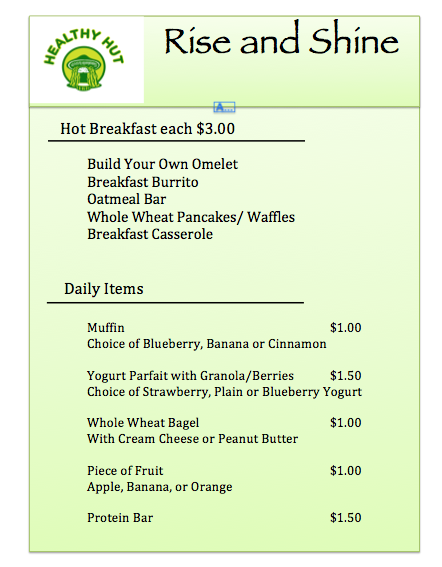 HEALTHY HUT
Rise and Shine
A...
Hot Breakfast each $3.00
Build Your Own Omelet
Breakfast Burrito
Oatmeal Bar
Whole Wheat Pancakes/ Waffles
Breakfast Casserole
Daily Items
Muffin $1.00
Choice of Blueberry, Banana or Cinnamon
Yogurt Parfait with Granola/Berries $1.50
Choice of Strawberry, Plain or Blueberry Yogurt
Whole Wheat Bagel $1.00
With Cream Cheese or Peanut Butter
Piece of Fruit $1.00
Apple, Banana, or Orange
Protein Bar $1.50